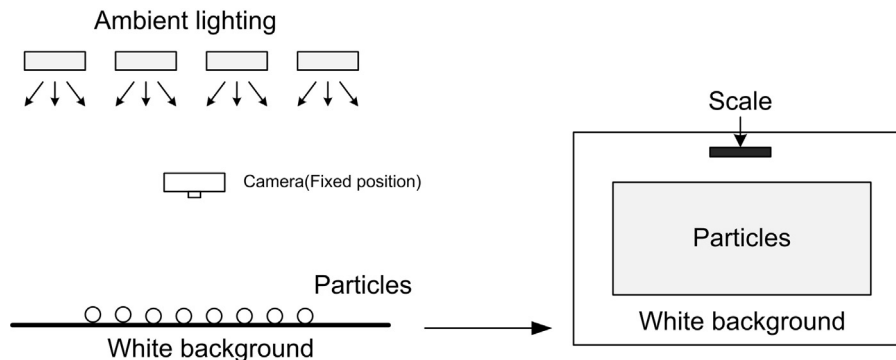 Ambient lighting
Camera(Fixed position)
Particles
White background
Scale
Particles
White background